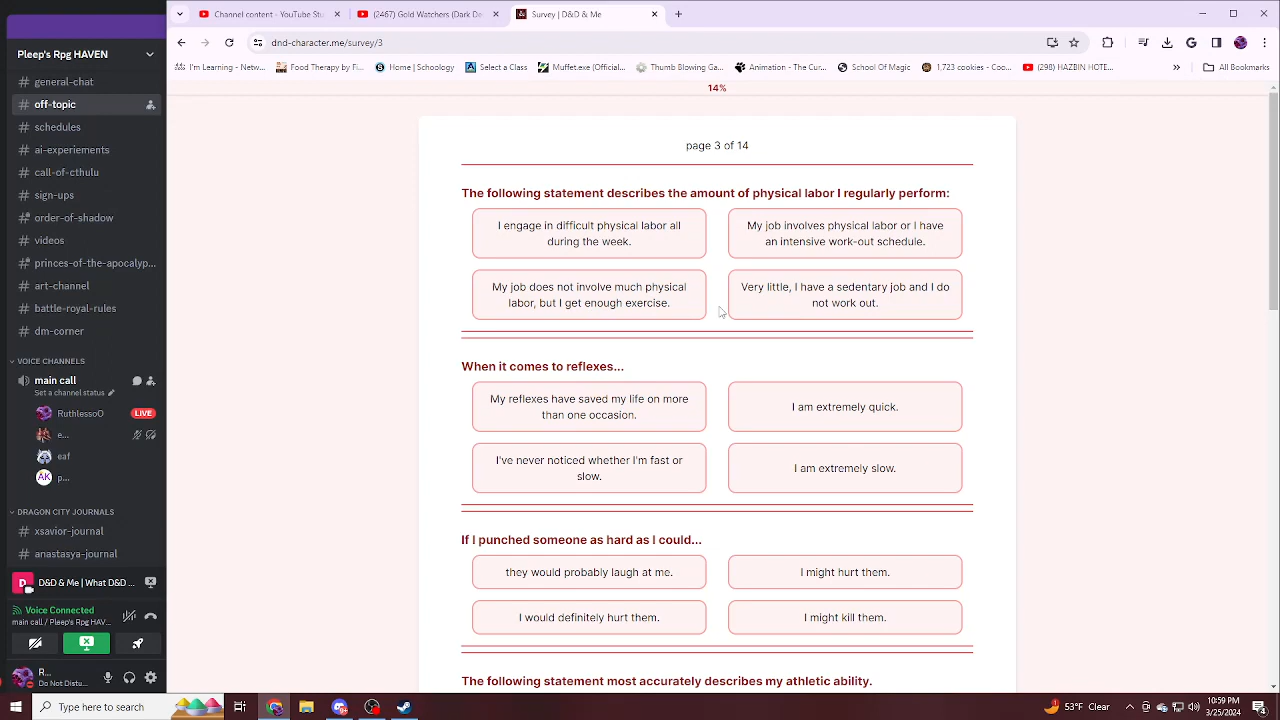 Channel content - YouTube Stu
(2467) Gold Watchers (Dark De
Survey | D&D & Me
Pleep's Rpg HAVEN
dnd-character.me/survey/3
I'm Learning - Netw...
Food Therapy by Fi...
Home | Schoology
Select a Class
Muffet.exe (Official...
Thumb Blowing Ga...
Animation - The Cur...
School Of Magic
1,723 cookies - Coo...
(298) HAZBIN HOTE...
»
All Bookmarks
general-chat
off-topic
schedules
ai-experiements
call-of-cthulu
sign-ups
order-of-shadow
videos
princes-of-the-apocalyp...
art-channel
battle-royal-rules
dm-corner
VOICE CHANNELS
main call
Set a channel status
RuthlessoO
LIVE
e...
eaf
AK p...
DRAGON CITY JOURNALS
xsavior-journal
anastasya-journal
D D&D & Me | What D&D ...
Voice Connected
main call / Pleep's Rpg HAV...
R...
Do Not Distu...
14%
page 3 of 14
The following statement describes the amount of physical labor I regularly perform:
I engage in difficult physical labor all
during the week.
My job involves physical labor or I have
an intensive work-out schedule.
My job does not involve much physical
labor, but I get enough exercise.
Very little, I have a sedentary job and I do
not work out.
When it comes to reflexes...
My reflexes have saved my life on more
than one occasion.
I am extremely quick.
I've never noticed whether I'm fast or
slow.
I am extremely slow.
If I punched someone as hard as I could...
they would probably laugh at me.
I might hurt them.
I would definitely hurt them.
I might kill them.
The following statement most accurately describes my athletic ability.
Type here to search
53°F Clear
10:59 PM
3/25/2024